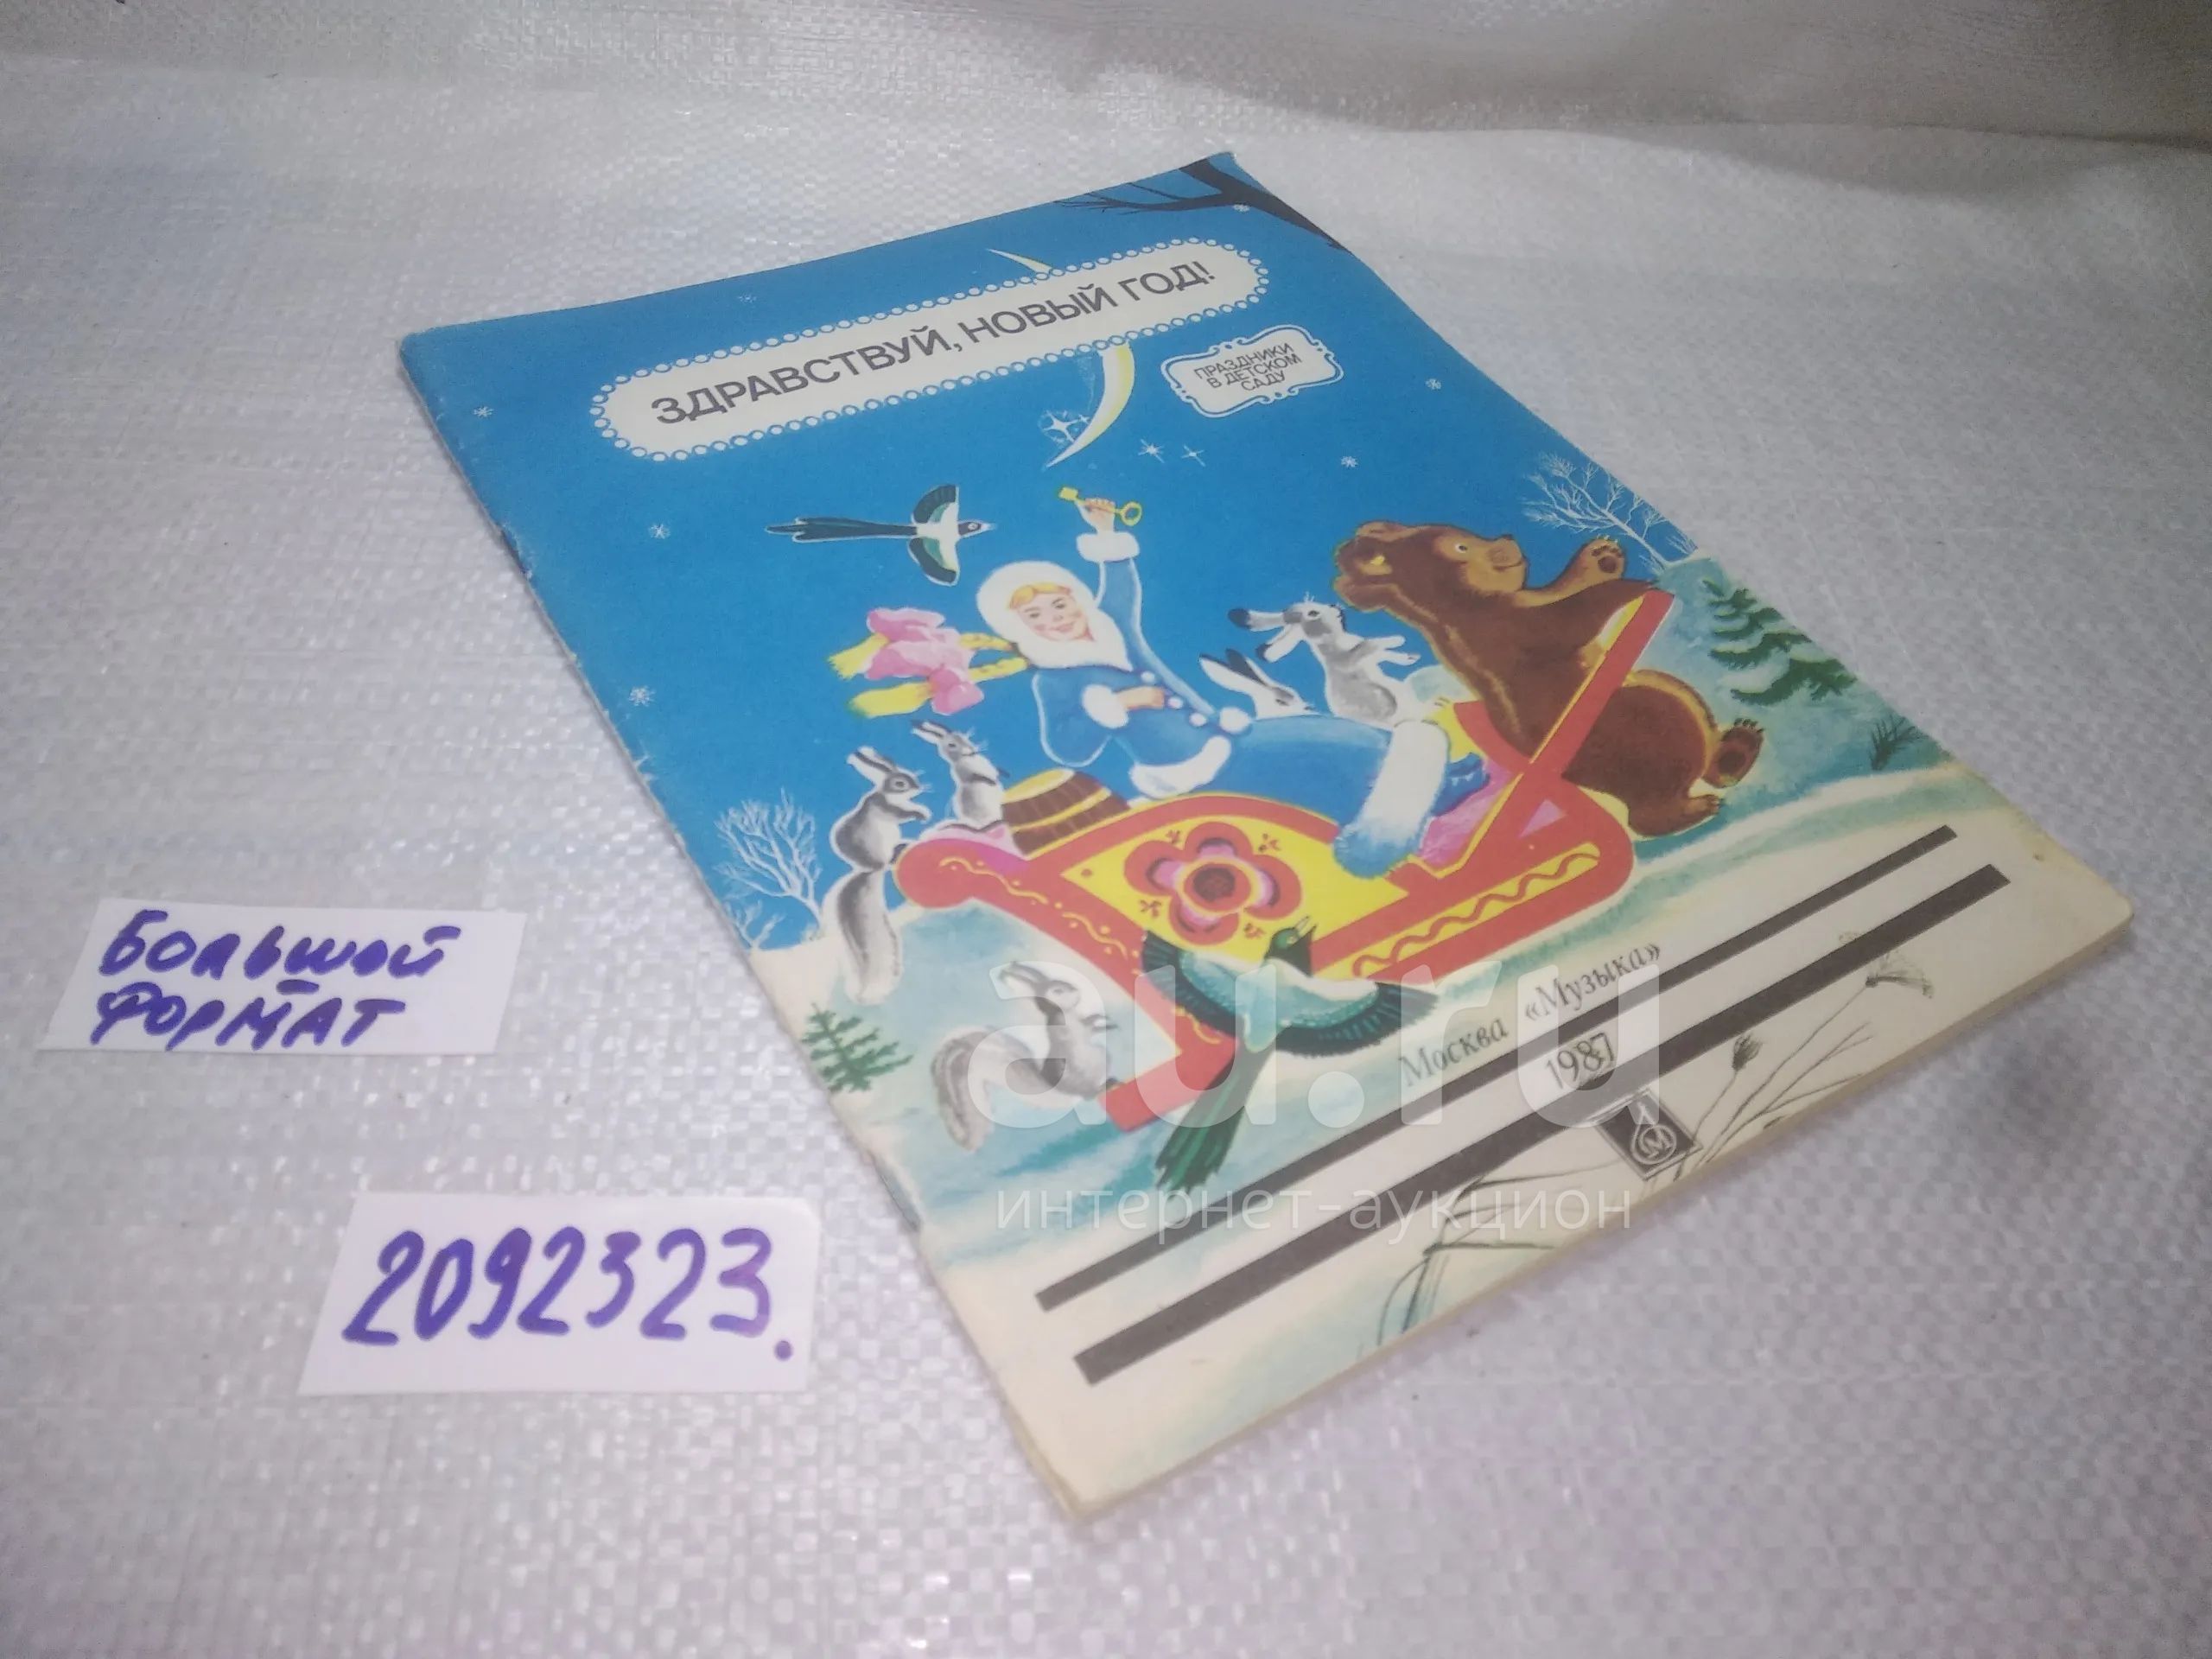 ЗДРАВСТВУЙ, НОВЫЙ ГОД!
ПРАЗДНИКИ
В ДЕТСКОМ
САДУ
Москва «Музыка»
1987
М
Большой
формат
2092323.
au.ru
интернет-аукцион